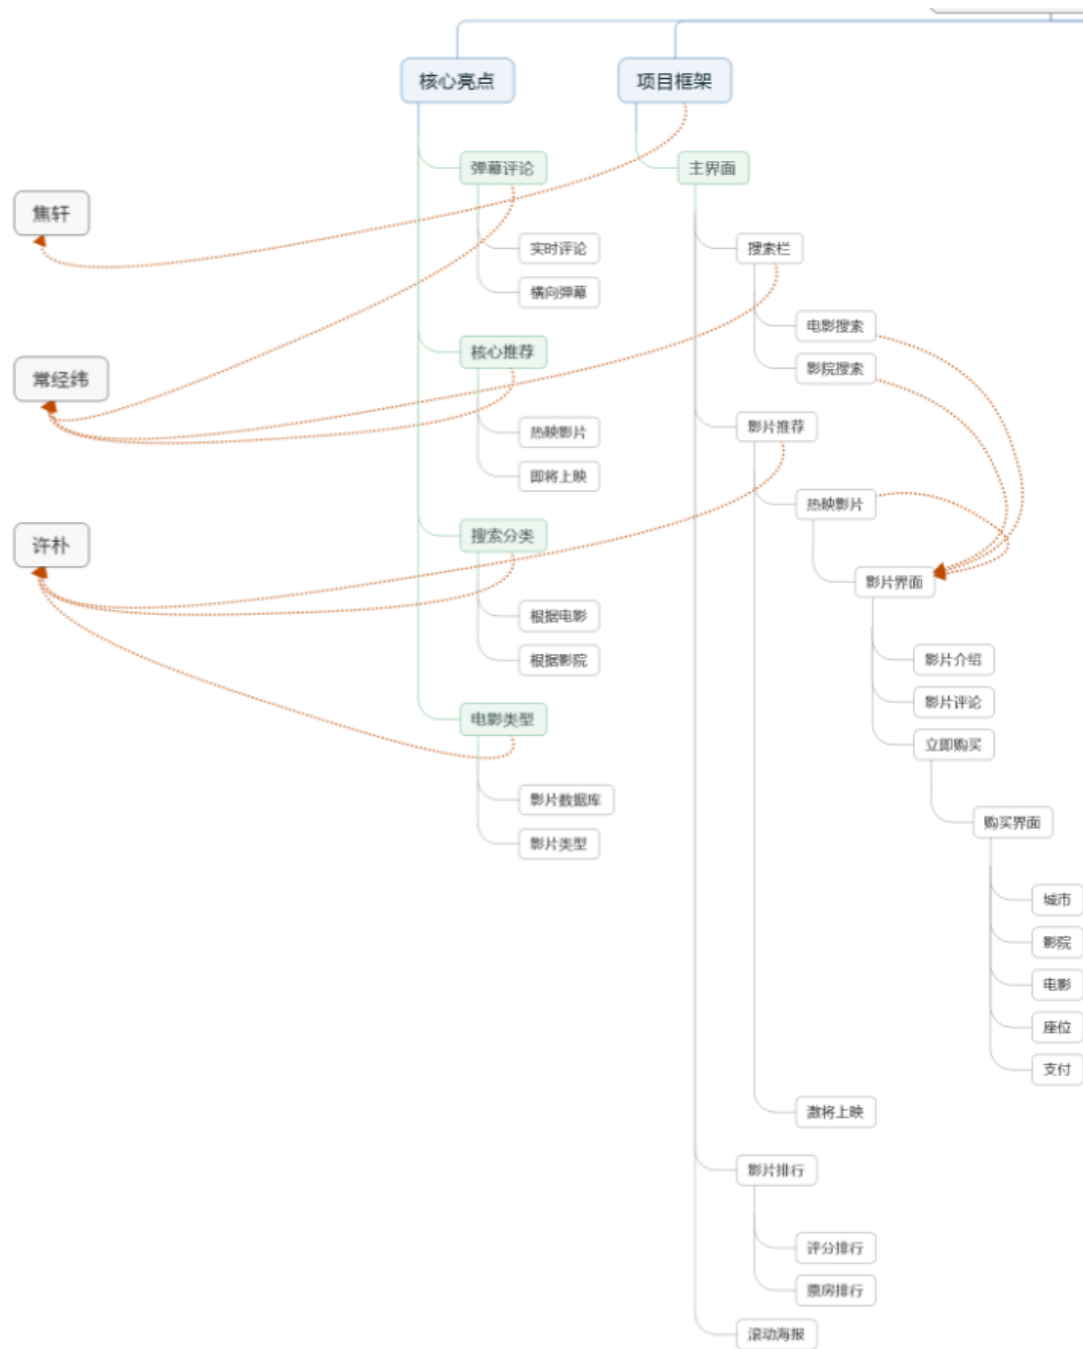 核心亮点
项目框架
弹幕评论
主界面
焦轩
实时评论
搜索栏
横向弹幕
电影搜索
核心推荐
影院搜索
常经纬
热映影片
影片推荐
即将上映
热映影片
许朴
搜索分类
影片界面
根据电影
根据影院
影片介绍
影片评论
电影类型
立即购买
影片数据库
购买界面
影片类型
城市
影院
电影
座位
支付
激将上映
影片排行
评分排行
票房排行
滚动海报